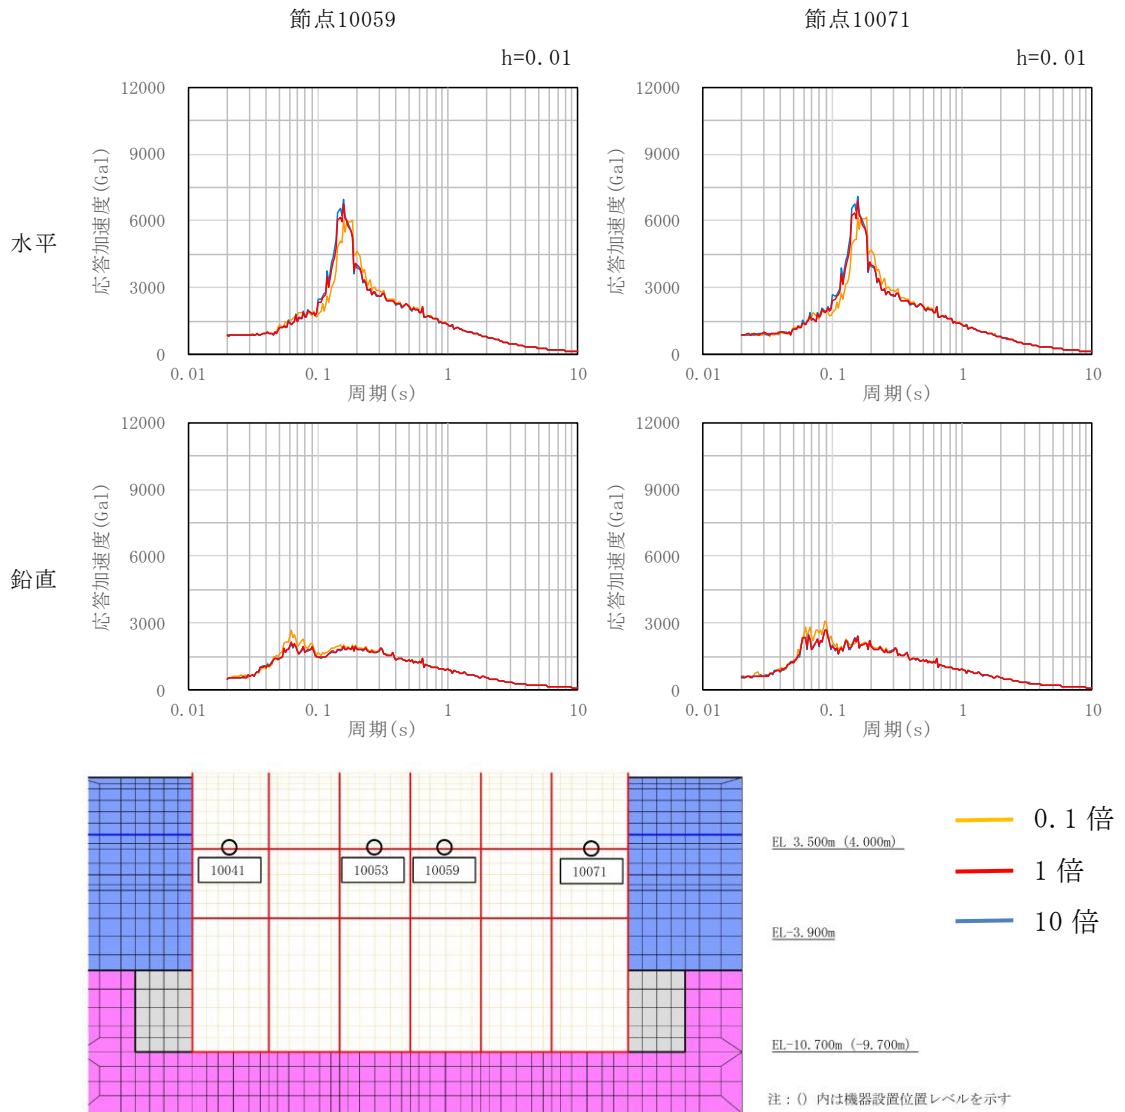 節点10059
節点10071
h=0.01
h=0.01
水平
応答加速度(Gal)
12000
9000
6000
3000
0
0.01
0.1
1
10
周期(s)
応答加速度(Gal)
12000
9000
6000
3000
0
0.01
0.1
1
10
周期(s)
鉛直
応答加速度(Gal)
12000
9000
6000
3000
0
0.01
0.1
1
10
周期(s)
応答加速度(Gal)
12000
9000
6000
3000
0
0.01
0.1
1
10
周期(s)
10041
10053
10059
10071
EL 3.500m (4.000m)
EL-3.900m
EL-10.700m (-9.700m)
0.1 倍
1 倍
10 倍
注:() 内は機器設置位置レベルを示す